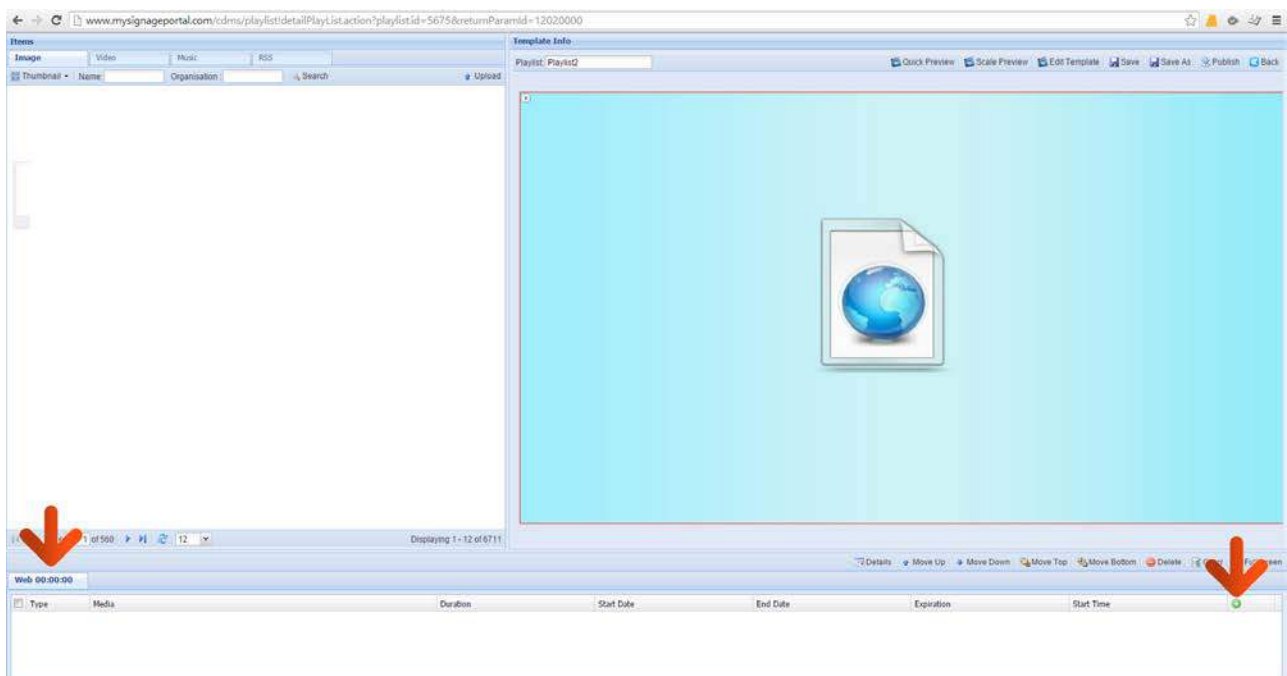 www.mysignageportal.com/cdms/playlist!detailPlayList.action?playlist.id=5675&returnParamId=12020000
Items
Template Info
Image Video Music RSS
Playlist: Playlist2
Quick Preview Scale Preview Edit Template Save Save As Publish Back
Thumbnail Name Organisation: Search Upload
1 of 560 12 Displaying 1 - 12 of 6711
Details Move Up Move Down Move Top Move Bottom Delete
Web 00:00:00
Type Media Duration Start Date End Date Expiration Start Time